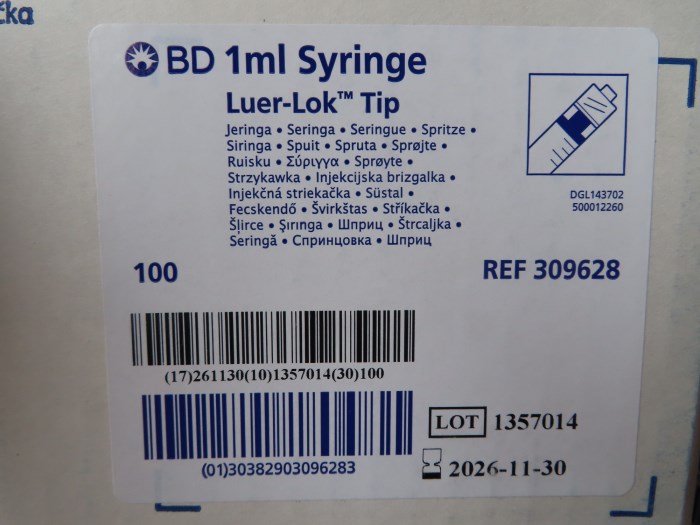 čka
BD 1ml Syringe
Luer-Lok™ Tip
Jeringa • Seringa • Seringue • Spritze •
Siringa • Spuit • Spruta • Sprøjte •
Ruisku • Σύριγγα • Sprøyte •
Strzykawka • Injekcijska brizgalka •
Injekčná striekačka • Süstal •
Fecskendő • Švirkštas • Stříkačka •
Šļirce • Şırınga • Шприц • Štrcaljka •
Seringă • Спринцовка • Шприц
DGL143702
500012260
100
REF 309628
(17)261130(10)1357014(30)100
(01)30382903096283
LOT 1357014
2026-11-30